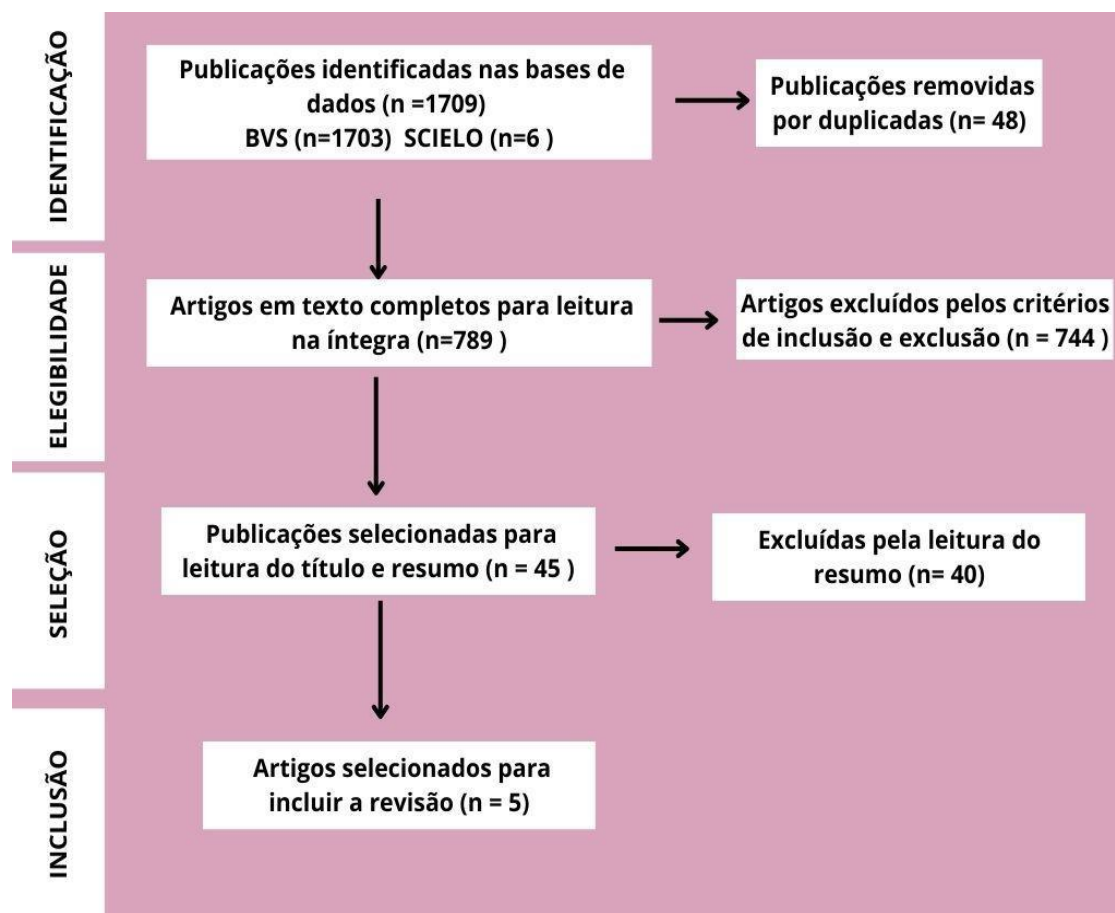 IDENTIFICAÇÃO
Publicações identificadas nas bases de
dados (n =1709)
BVS (n=1703) SCIELO (n=6 )
Publicações removidas
por duplicadas (n= 48)
ELEGIBILIDADE
Artigos em texto completos para leitura
na íntegra (n=789 )
Artigos excluídos pelos critérios
de inclusão e exclusão (n = 744 )
SELEÇÃO
Publicações selecionadas para
leitura do título e resumo (n = 45 )
Excluídas pela leitura do
resumo (n= 40)
INCLUSÃO
Artigos selecionados para
incluir a revisão (n = 5)